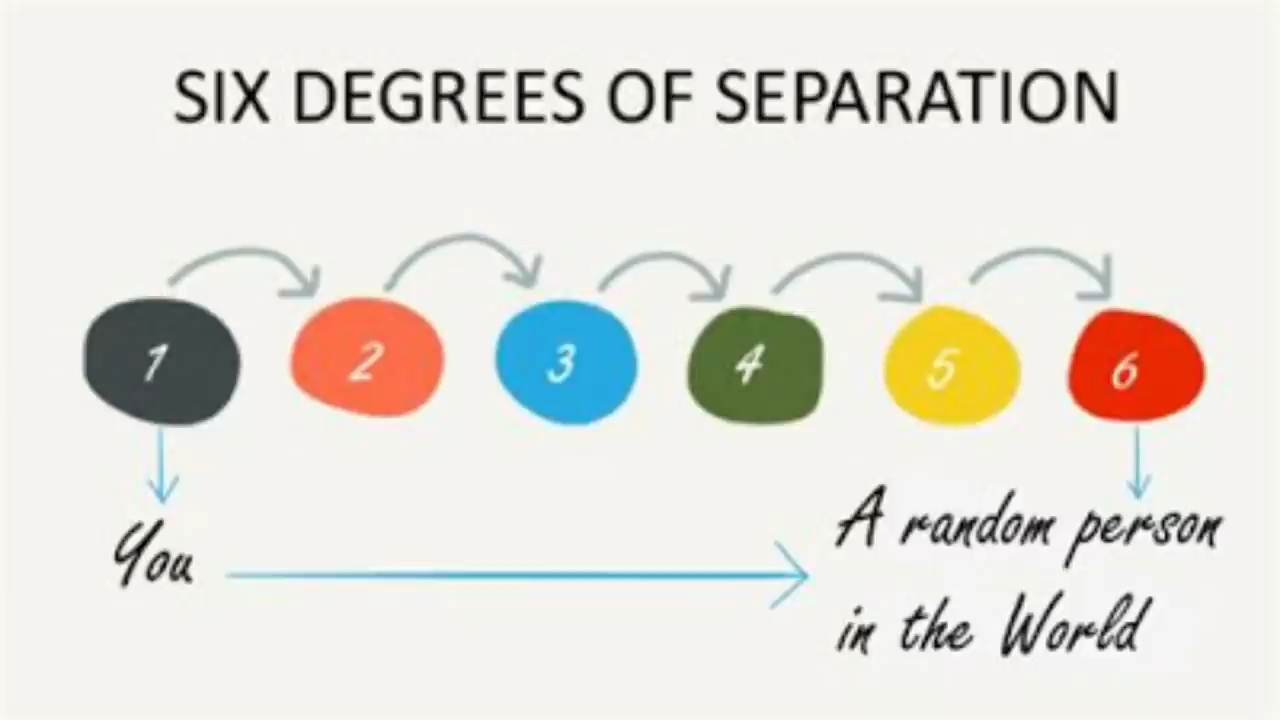 SIX DEGREES OF SEPARATION
1 2 3 4 5 6
You
A random person
in the World